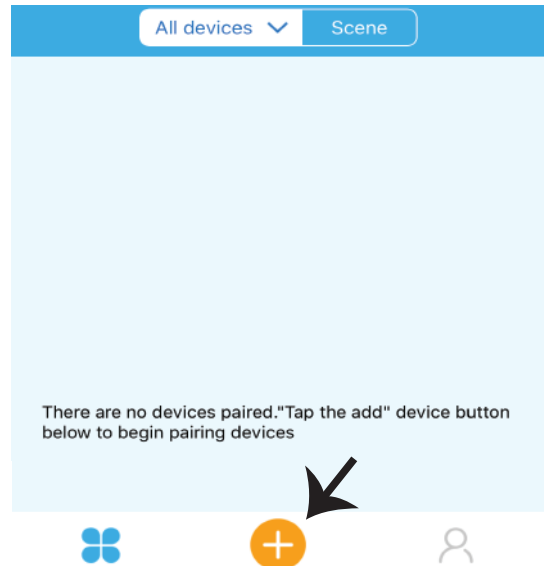 All devices Scene
There are no devices paired."Tap the add" device button
below to begin pairing devices